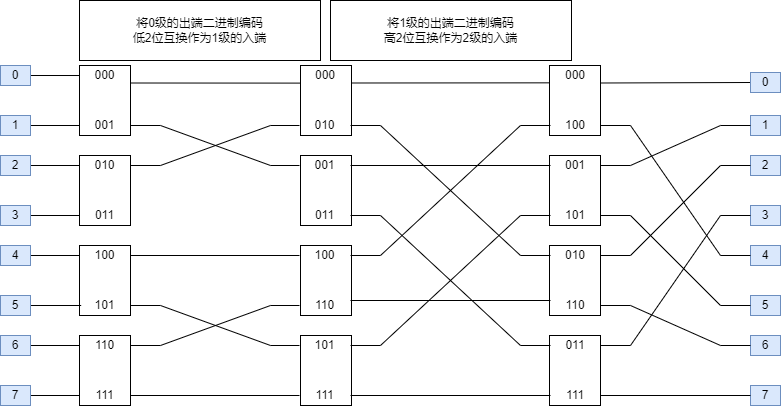 将0级的出端二进制编码
低2位互换作为1级的入端
将1级的出端二进制编码
高2位互换作为2级的入端
0 000 000 000 0
1 001 010 100 1
2 010 001 001 2
3 011 011 101 3
4 100 100 010 4
5 101 110 110 5
6 110 101 011 6
7 111 111 111 7